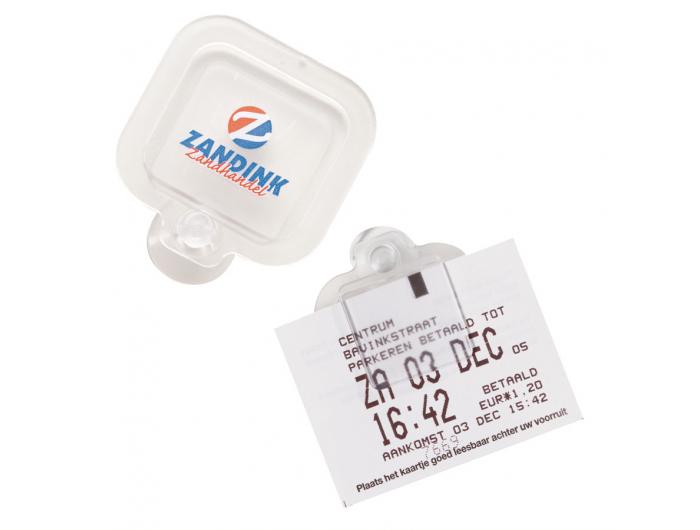 Z
ZANDINK
Zandhandel
CENTRUM
BAVINKSTRAAT
PARKEREN BETAALD TOT
ZA 03 DEC 05
16:42
BETAALD
EUR*1,20
AANKOMST 03 DEC 15:42
7669
Plaats het kaartje goed leesbaar achter uw voorruit